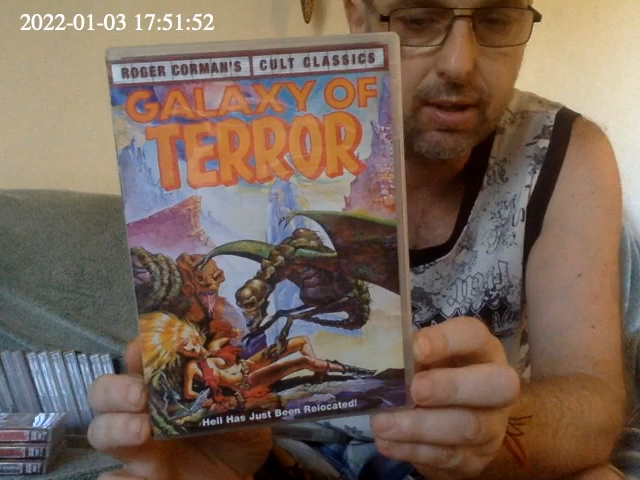 2022-01-03 17:51:52
ROGER CORMAN'S CULT CLASSICS
GALAXY OF
TERROR
Hell Has Just Been Relocated!